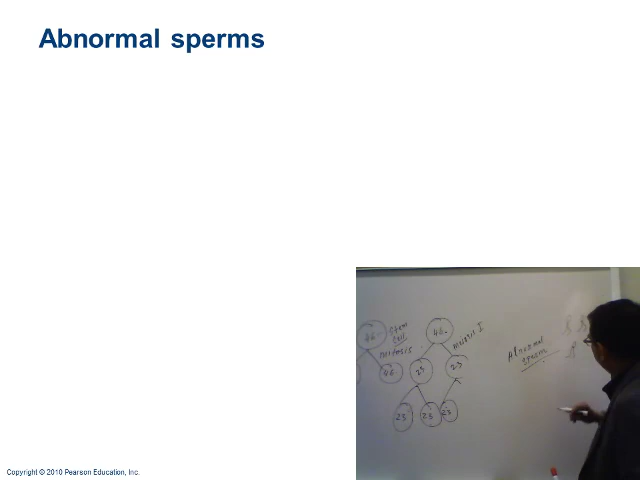 Abnormal sperms
46
stem
cell
46
meiosis I
mitosis
46
23
23
Abnormal
sperm
23
23
23
Copyright © 2010 Pearson Education, Inc.